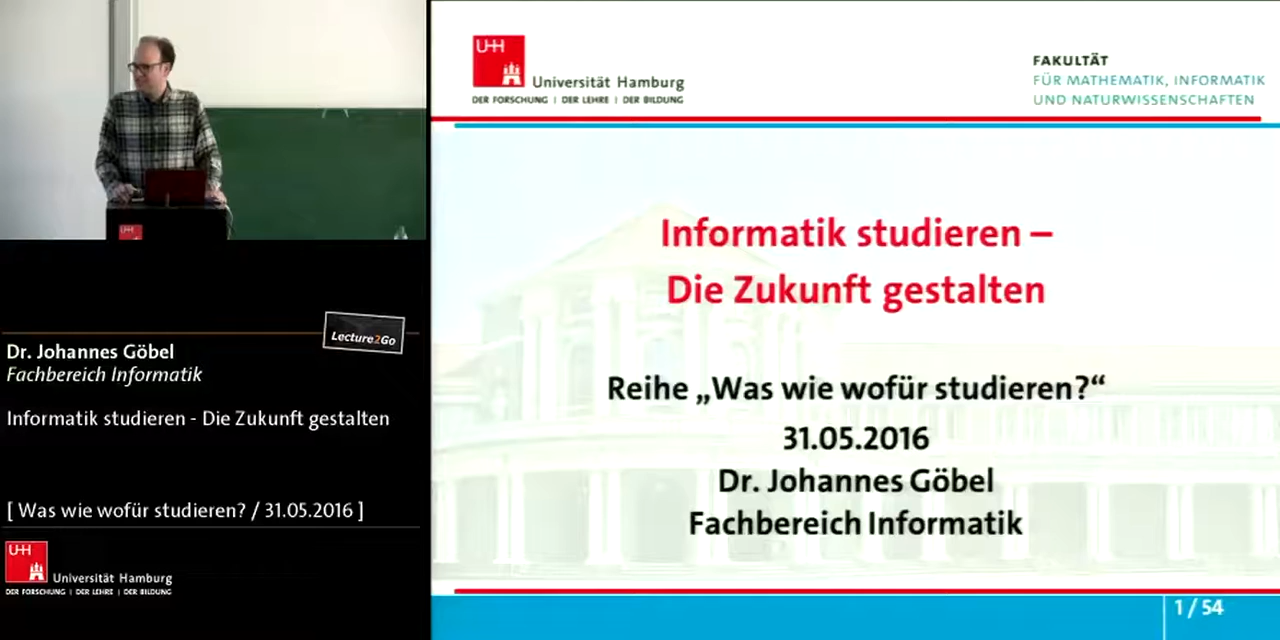 UHH
Universität Hamburg
DER FORSCHUNG | DER LEHRE | DER BILDUNG
FAKULTÄT
FÜR MATHEMATIK, INFORMATIK
UND NATURWISSENSCHAFTEN
Informatik studieren –
Die Zukunft gestalten
Reihe „Was wie wofür studieren?“
31.05.2016
Dr. Johannes Göbel
Fachbereich Informatik
1 / 54
Lecture2Go
Dr. Johannes Göbel
Fachbereich Informatik
Informatik studieren - Die Zukunft gestalten
[ Was wie wofür studieren? / 31.05.2016 ]
UHH
Universität Hamburg
DER FORSCHUNG | DER LEHRE | DER BILDUNG
UHH